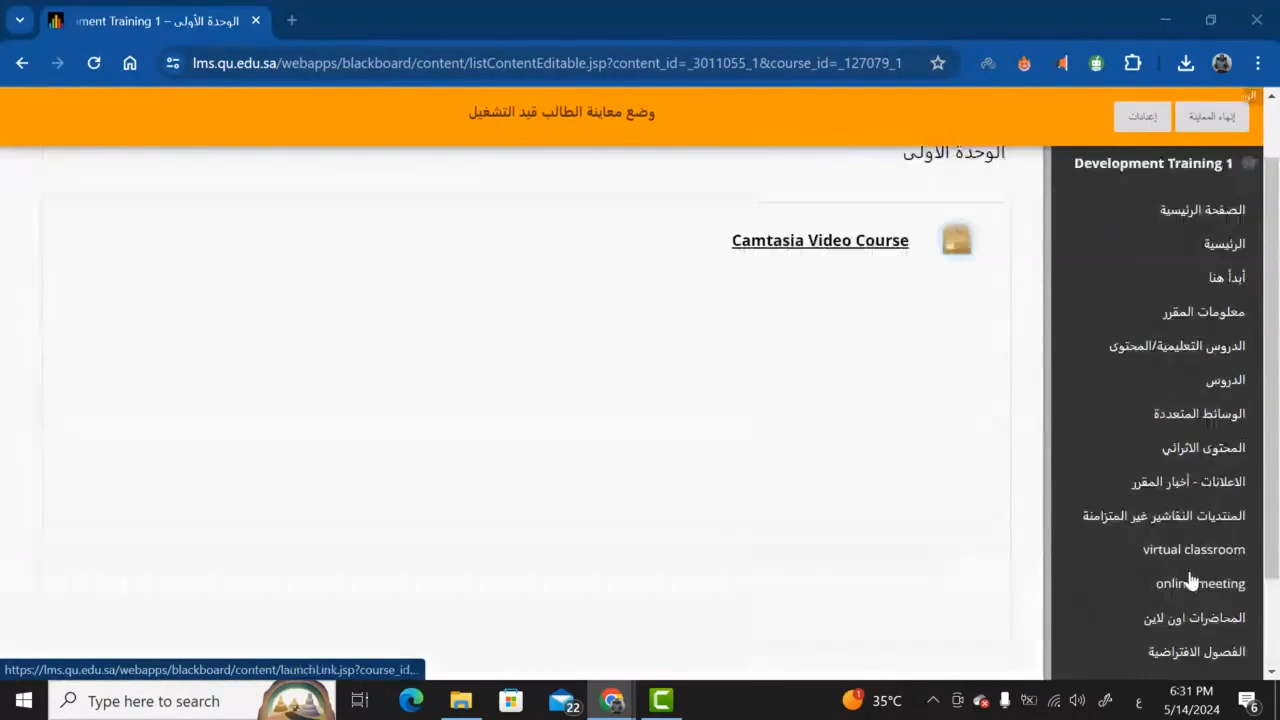 ment Training 1 – الوحدة الأولى
lms.qu.edu.sa/webapps/blackboard/content/listContentEditable.jsp?content_id=_3011055_1&course_id=_127079_1
وضع معاينة الطالب قيد التشغيل
إعدادات
إنهاء المعاينة
الوحدة الأولى
Camtasia Video Course
Development Training 1
الصفحة الرئيسية
الرئيسية
أبدأ هنا
معلومات المقرر
الدروس التعليمية/المحتوى
الدروس
الوسائط المتعددة
المحتوى الاثرائي
الاعلانات - أخبار المقرر
المنتديات النقاشير غير المتزامنة
virtual classroom
online meeting
المحاضرات اون لاين
الفصول الافتراضية
https://lms.qu.edu.sa/webapps/blackboard/content/launchLink.jsp?course_id...
Type here to search
22
1
35°C
ع
6:31 PM
5/14/2024
6